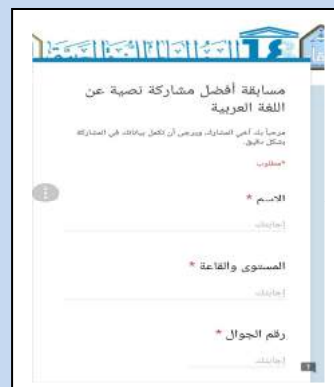 مسابقة أفضل مشاركة نصية عن
اللغة العربية
مرحباً بك أخي المشارك، ويرجى أن تكمل بياناتك في المشاركة
بشكل دقيق.
*مطلوب
الاسم *
إجابتك
المستوى والقاعة *
إجابتك
رقم الجوال *
إجابتك